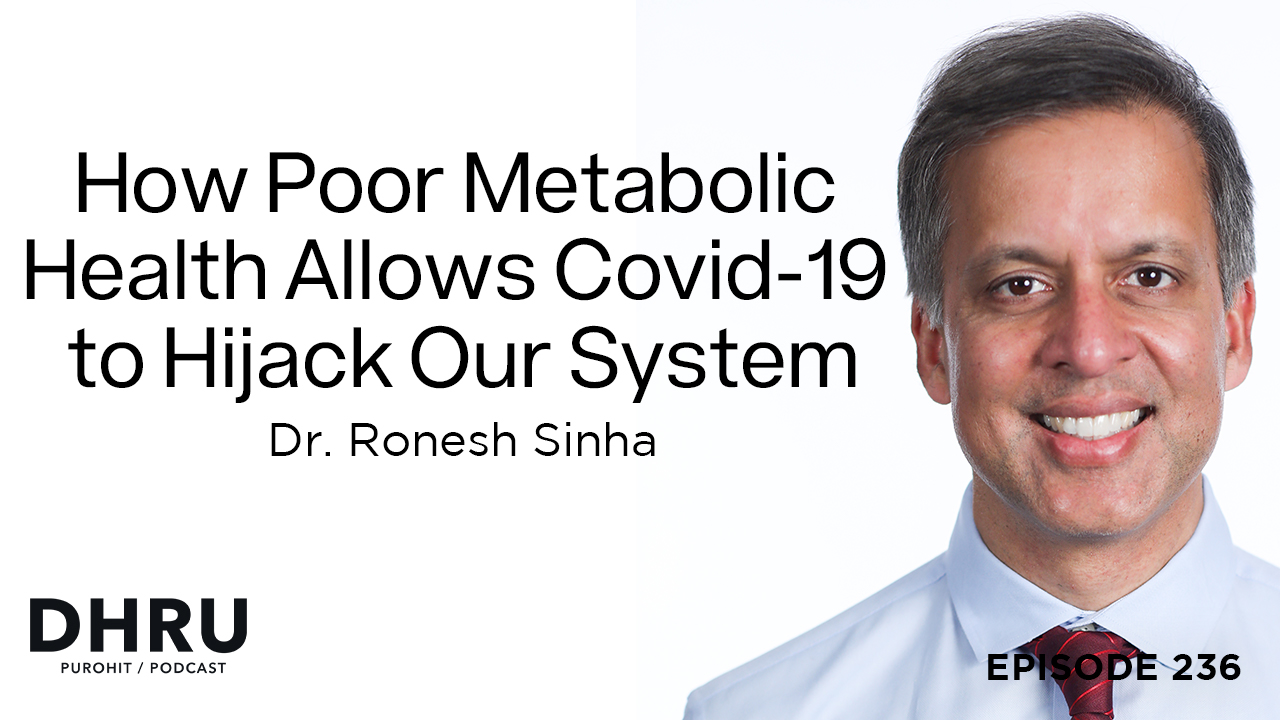 How Poor Metabolic
Health Allows Covid-19
to Hijack Our System
Dr. Ronesh Sinha
DHRU
PUROHIT / PODCAST
EPISODE 236